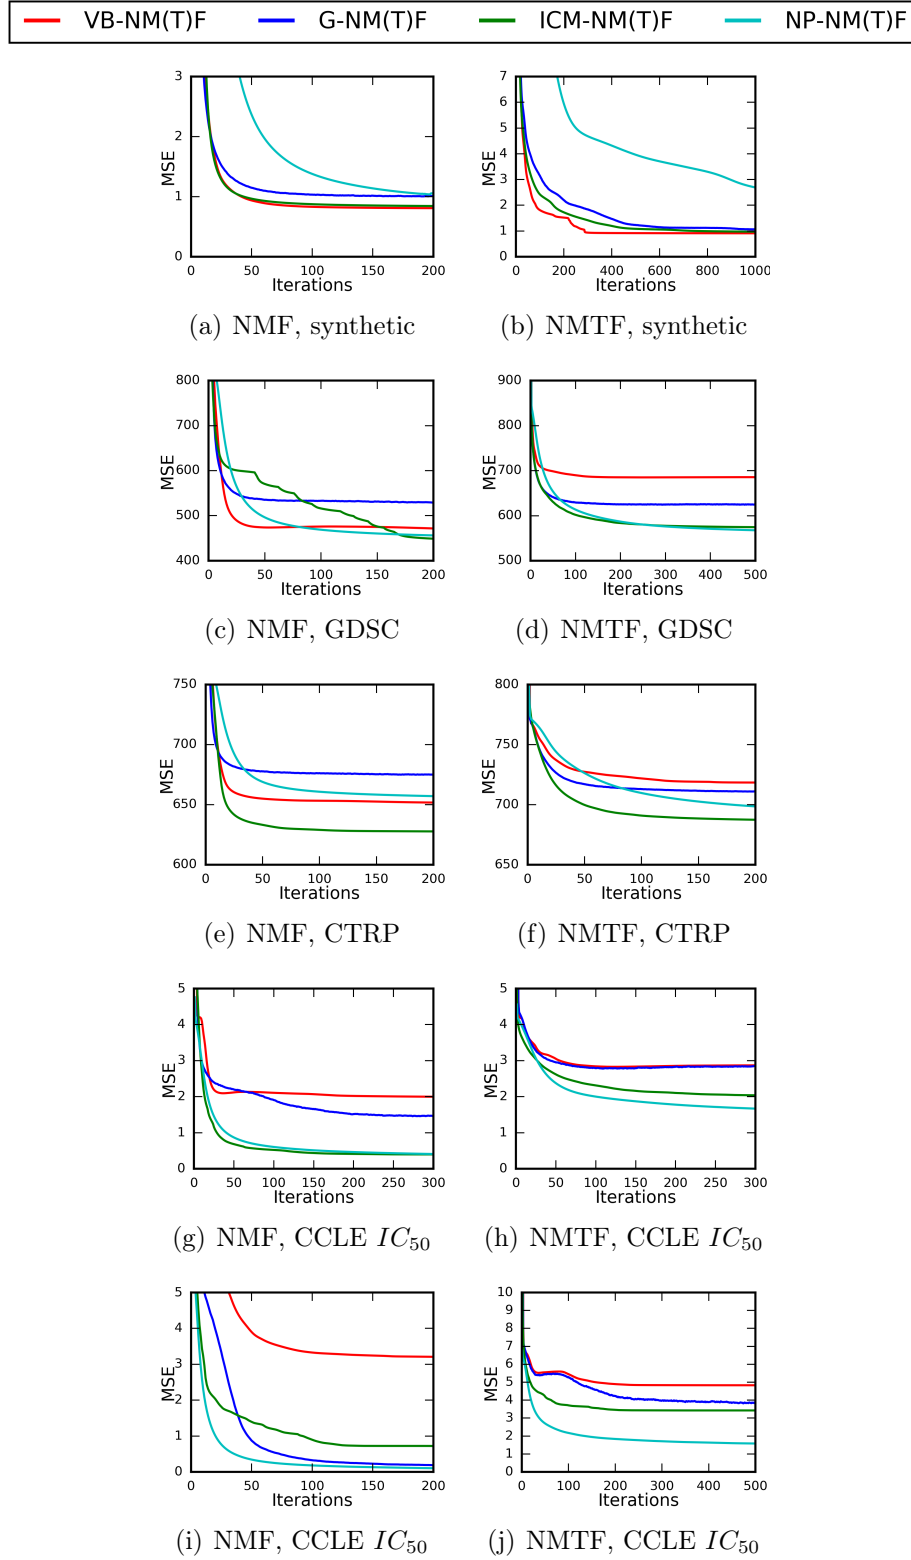 VB-NM(T)F G-NM(T)F ICM-NM(T)F NP-NM(T)F
3
2
1
0
MSE
0 50 100 150 200
Iterations
(a) NMF, synthetic
7
6
5
4
3
2
1
0
MSE
0 200 400 600 800 1000
Iterations
(b) NMTF, synthetic
800
700
600
500
400
MSE
0 50 100 150 200
Iterations
(c) NMF, GDSC
900
800
700
600
500
MSE
0 100 200 300 400 500
Iterations
(d) NMTF, GDSC
750
700
650
600
MSE
0 50 100 150 200
Iterations
(e) NMF, CTRP
800
750
700
650
MSE
0 50 100 150 200
Iterations
(f) NMTF, CTRP
5
4
3
2
1
0
MSE
0 50 100 150 200 250 300
Iterations
(g) NMF, CCLE IC50
5
4
3
2
1
0
MSE
0 50 100 150 200 250 300
Iterations
(h) NMTF, CCLE IC50
5
4
3
2
1
0
MSE
0 50 100 150 200
Iterations
(i) NMF, CCLE IC50
10
9
8
7
6
5
4
3
2
1
0
MSE
0 100 200 300 400 500
Iterations
(j) NMTF, CCLE IC50